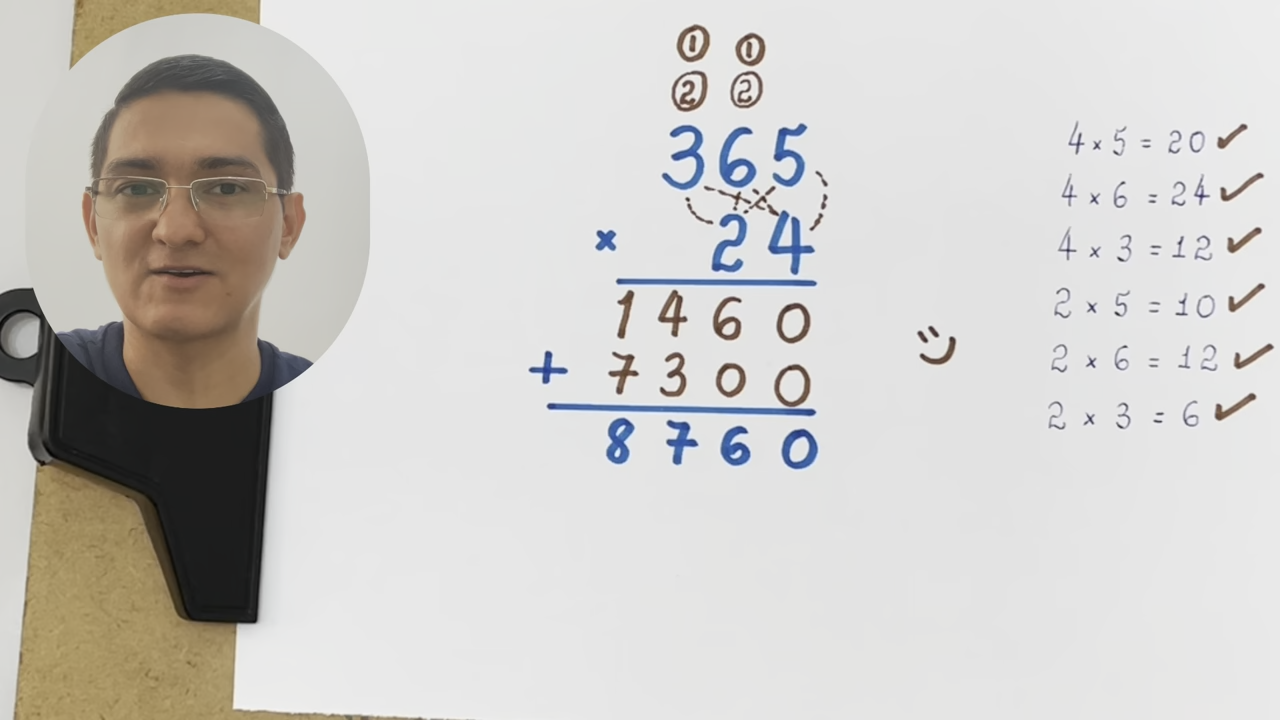 ① ①
② ②
365
× 24
1460
+ 7300
8760
4 × 5 = 20 ✓
4 × 6 = 24 ✓
4 × 3 = 12 ✓
2 × 5 = 10 ✓
2 × 6 = 12 ✓
2 × 3 = 6 ✓